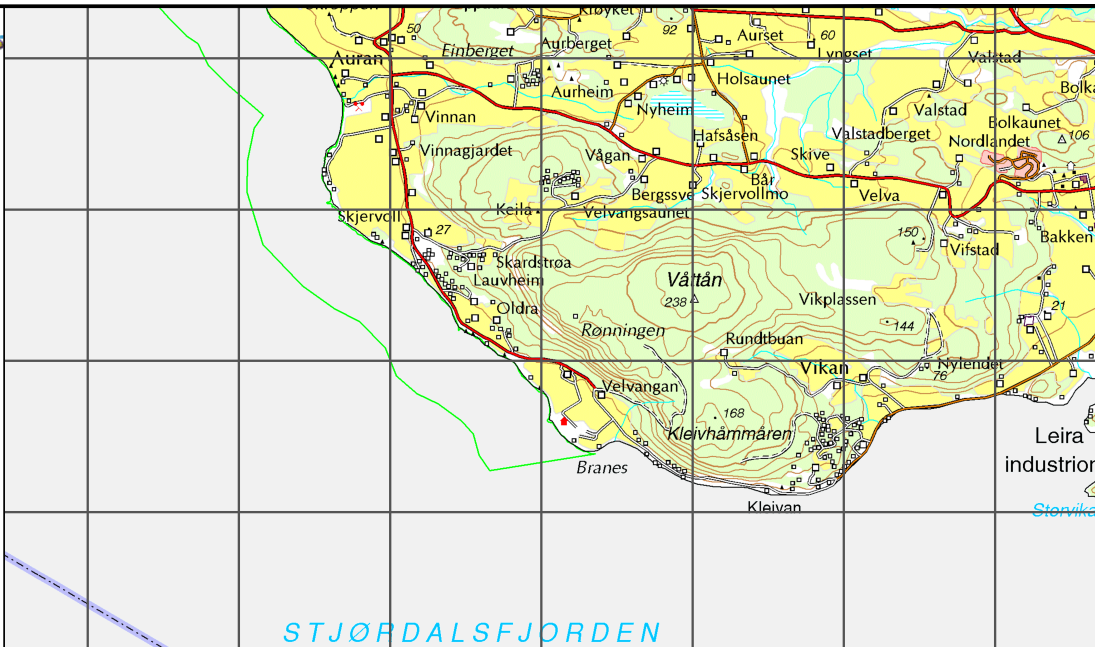 Krøyket
92
50
Einberget
Aurberget
Aurset
60
Lyngset
Valstad
Auran
Holsaunet
Aurheim
Nyheim
Valstad
Vinnan
Hafsåsen
Valstadberget
Bolkaunet
Nordlandet
106
Vinnagjardet
Vågan
Skive
Bår
Bergssve
Skjervollmo
Velva
Keila
Velvangsaunet
Skjervoll
27
150
Vifstad
Bakken
Skardstrøa
Lauvheim
Våttån
238
Vikplassen
Oldra
21
Rønningen
144
Rundtbuan
Vikan
Nylendet
76
Velvangan
168
Kleivhåmmåren
Leira
industriom
Branes
Kleivan
Storvika
STJØRDALSFJORDEN